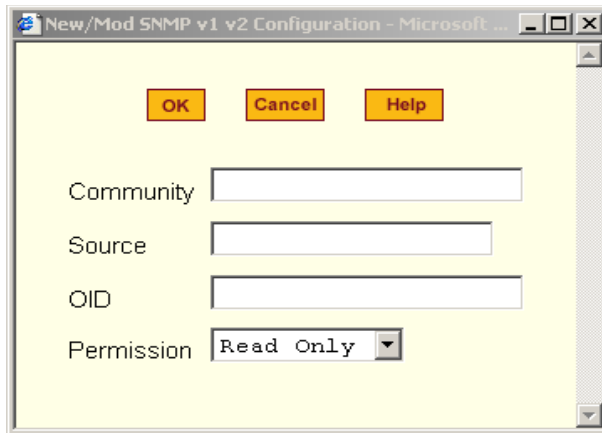 New/Mod SNMP v1 v2 Configuration - Microsoft ...
OK Cancel Help
Community
Source
OID
Permission Read Only